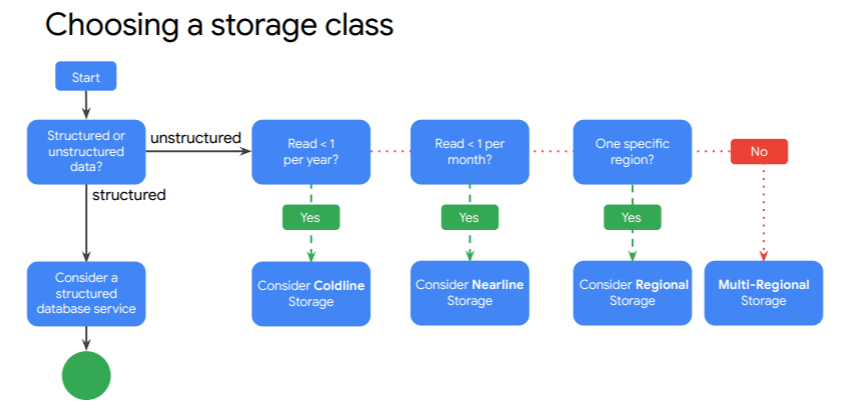 Choosing a storage class
Start
Structured or
unstructured
data?
unstructured
Read < 1
per year?
Read < 1 per
month?
One specific
region?
No
structured
Yes
Yes
Yes
Consider a
structured
database service
Consider Coldline
Storage
Consider Nearline
Storage
Consider Regional
Storage
Multi-Regional
Storage